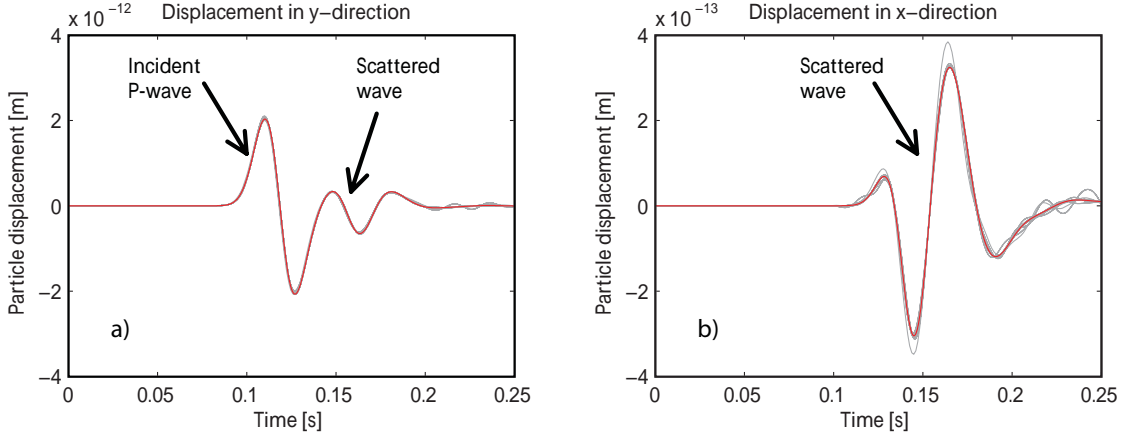 Displacement in y–direction
x 10 –12
4
2
0
–2
–4
Particle displacement [m]
Incident
P-wave
Scattered
wave
a)
0 0.05 0.1 0.15 0.2 0.25
Time [s]
Displacement in x–direction
x 10 –13
4
2
0
–2
–4
Particle displacement [m]
Scattered
wave
b)
0 0.05 0.1 0.15 0.2 0.25
Time [s]